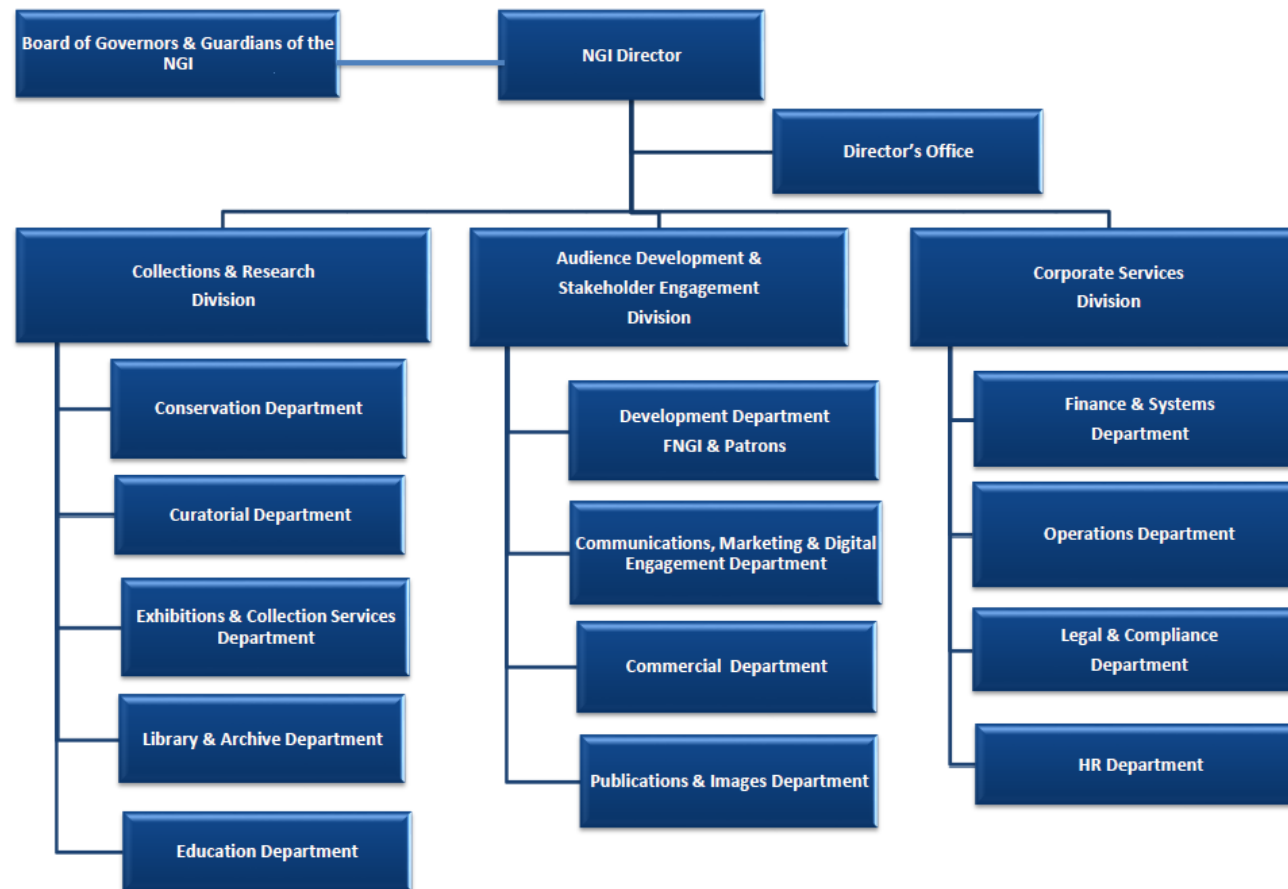 Board of Governors & Guardians of the
NGI
NGI Director
Director’s Office
Collections & Research
Division
Audience Development &
Stakeholder Engagement
Division
Corporate Services
Division
Conservation Department
Curatorial Department
Exhibitions & Collection Services
Department
Library & Archive Department
Education Department
Development Department
FNGI & Patrons
Communications, Marketing & Digital
Engagement Department
Commercial Department
Publications & Images Department
Finance & Systems
Department
Operations Department
Legal & Compliance
Department
HR Department